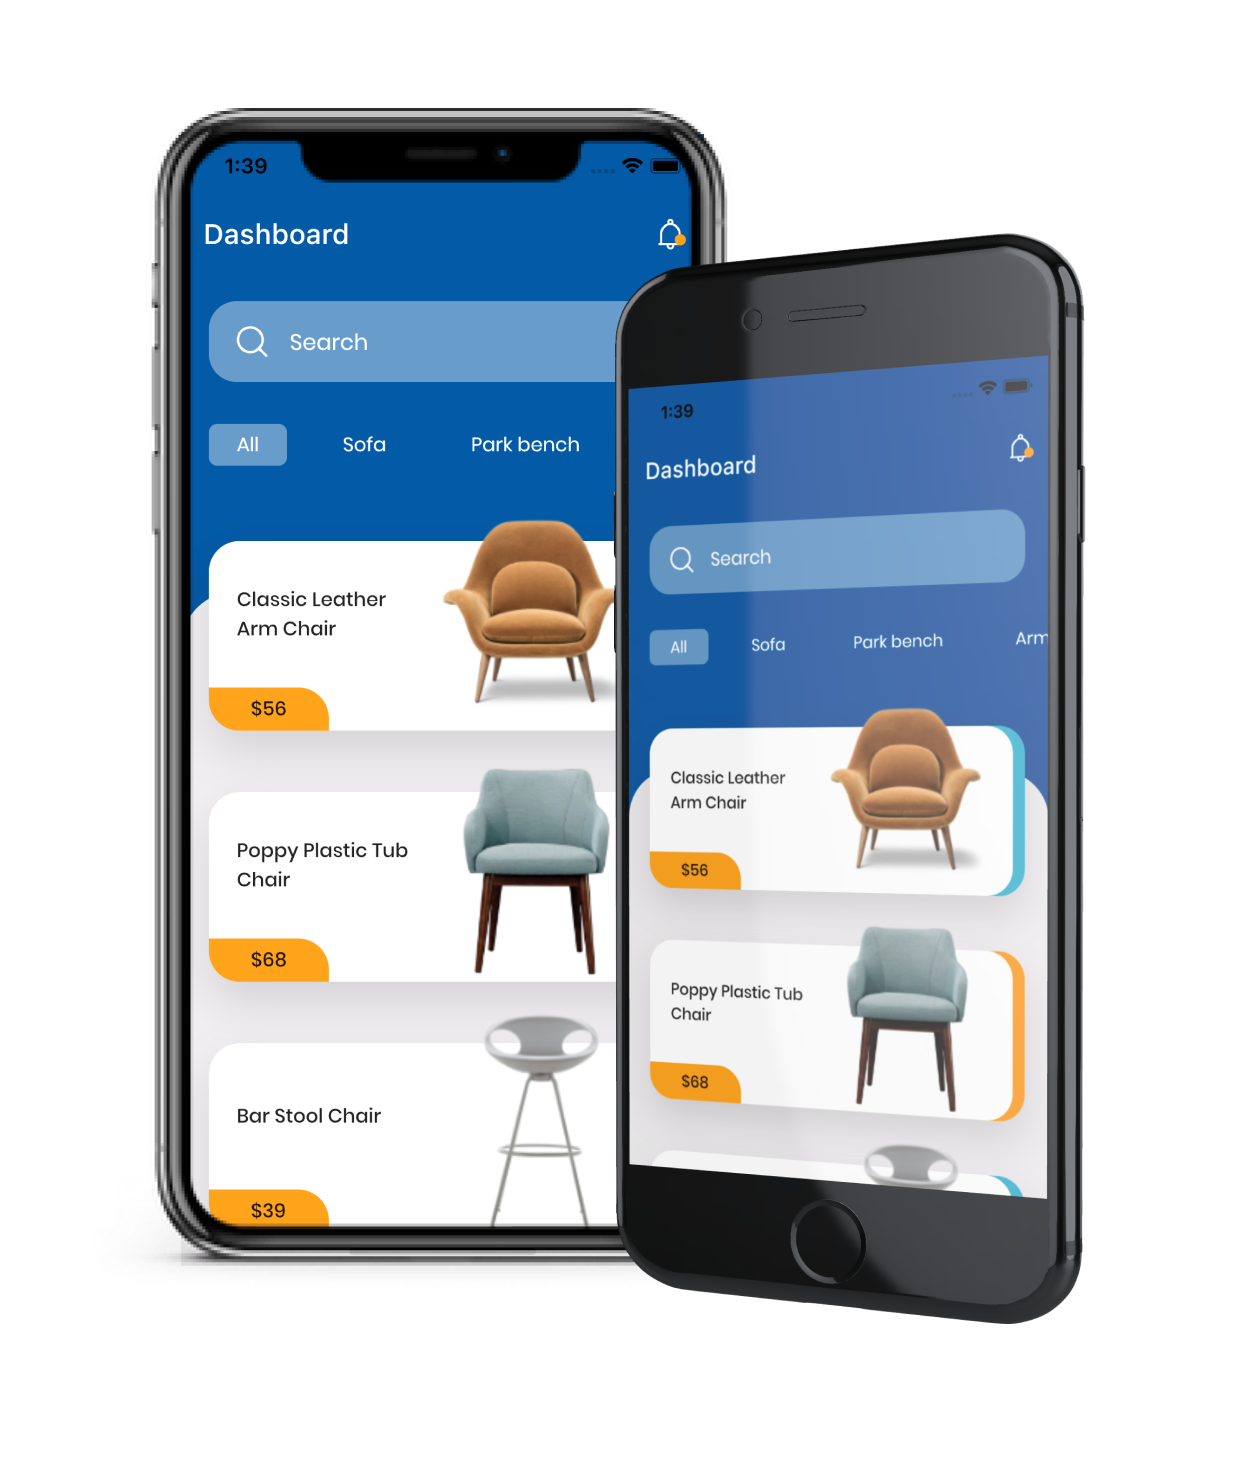 1:39
Dashboard
Search
All Sofa Park bench
Classic Leather
Arm Chair
$56
Poppy Plastic Tub
Chair
$68
Bar Stool Chair
$39
1:39
Dashboard
Search
All Sofa Park bench Arm
Classic Leather
Arm Chair
$56
Poppy Plastic Tub
Chair
$68